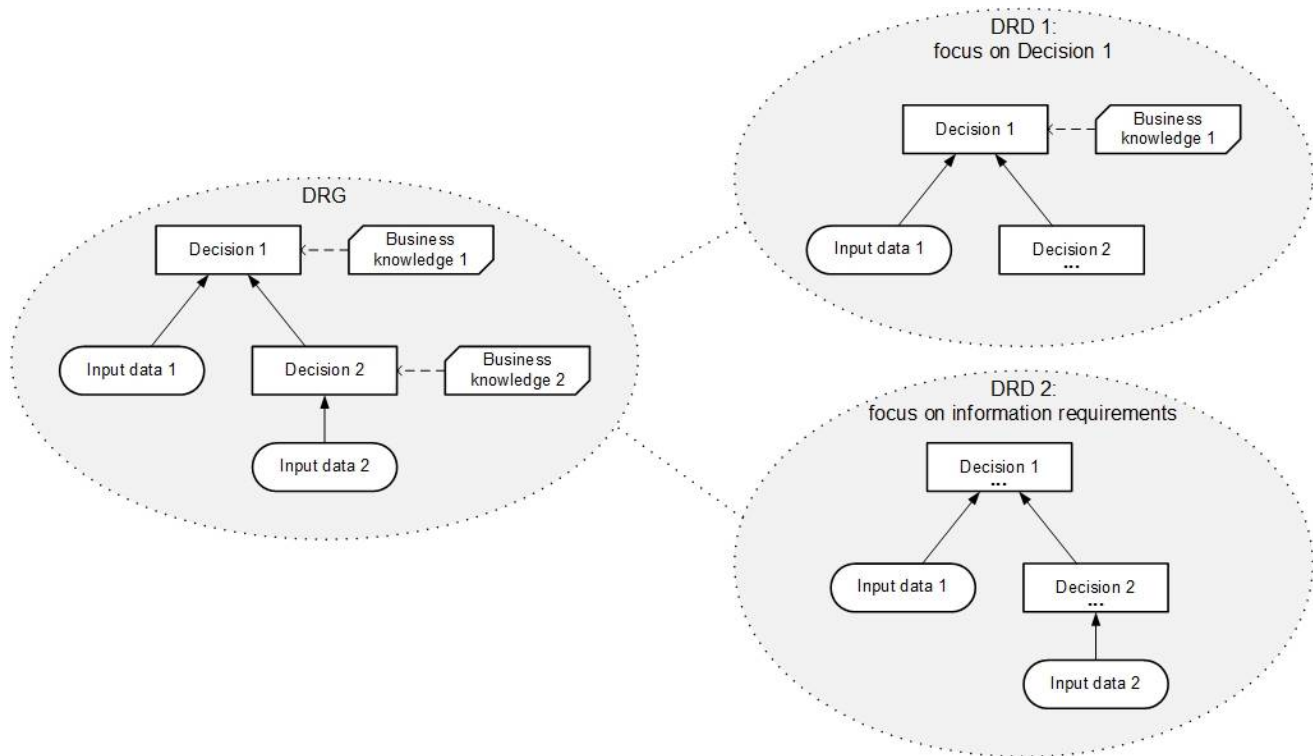 DRG
Decision 1
Business
knowledge 1
Input data 1
Decision 2
Business
knowledge 2
Input data 2
DRD 1:
focus on Decision 1
Decision 1
Business
knowledge 1
Input data 1
Decision 2
...
DRD 2:
focus on information requirements
Decision 1
...
Input data 1
Decision 2
...
Input data 2